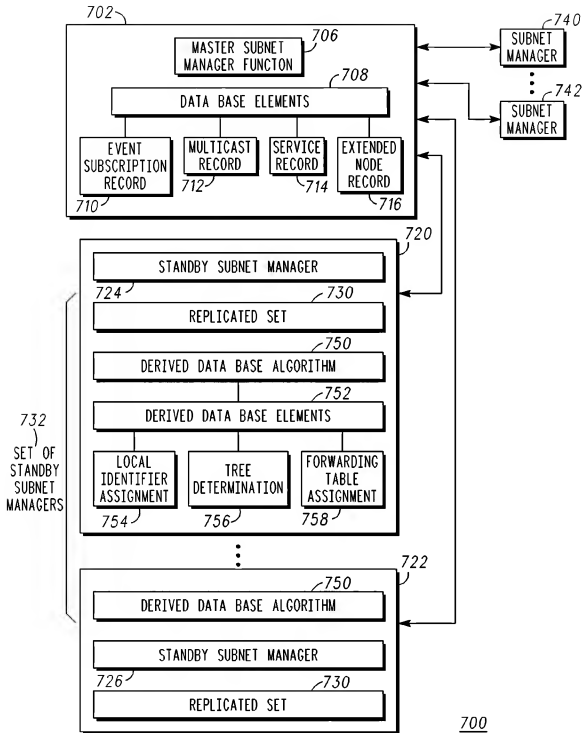 702
706
MASTER SUBNET
MANAGER FUNCTON
708
DATA BASE ELEMENTS
EVENT
SUBSCRIPTION
RECORD
710
MULTICAST
RECORD
712
SERVICE
RECORD
714
EXTENDED
NODE
RECORD
716
740
SUBNET
MANAGER
742
SUBNET
MANAGER
720
STANDBY SUBNET MANAGER
724
730
REPLICATED SET
750
DERIVED DATA BASE ALGORITHM
752
DERIVED DATA BASE ELEMENTS
LOCAL
IDENTIFIER
ASSIGNMENT
754
TREE
DETERMINATION
756
FORWARDING
TABLE
ASSIGNMENT
758
732
SET OF
STANDBY
SUBNET
MANAGERS
722
750
DERIVED DATA BASE ALGORITHM
STANDBY SUBNET MANAGER
726
730
REPLICATED SET
700